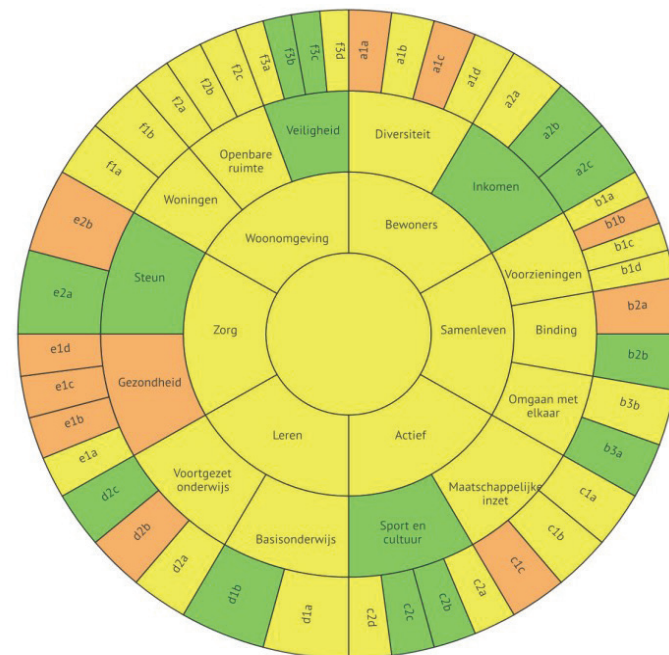 a1a
a1b
a1c
a1d
a2a
a2b
a2c
b1a
b1b
b1c
b1d
b2a
b2b
b3b
b3a
c1a
c1b
c1c
c2a
c2b
c2c
c2d
d1a
d1b
d2a
d2b
d2c
e1a
e1b
e1c
e1d
e2a
e2b
f1a
f1b
f2a
f2b
f2c
f3a
f3b
f3c
f3d
Diversiteit
Inkomen
Voorzieningen
Binding
Omgaan met
elkaar
Maatschappelijke
inzet
Sport en
cultuur
Basisonderwijs
Voortgezet
onderwijs
Gezondheid
Steun
Woningen
Openbare
ruimte
Veiligheid
Bewoners
Samenleven
Actief
Leren
Zorg
Woonomgeving